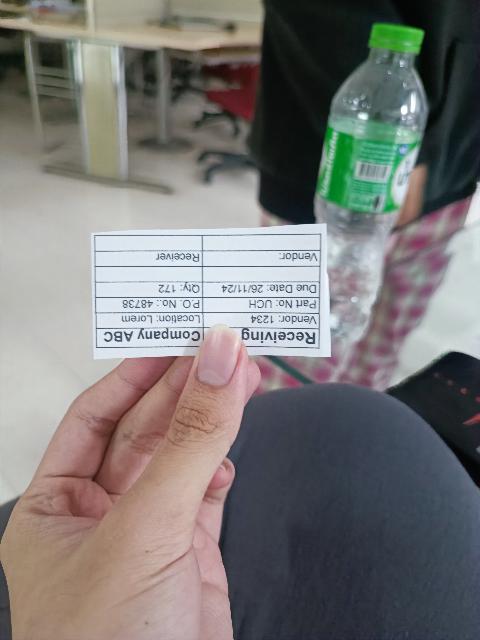 Receiving Company ABC
Vendor: 1234 Location: Lorem
Part No: UCH P.O. No.: 48738
Due Date: 26/11/24 Qty: 172
Vendor: Receiver